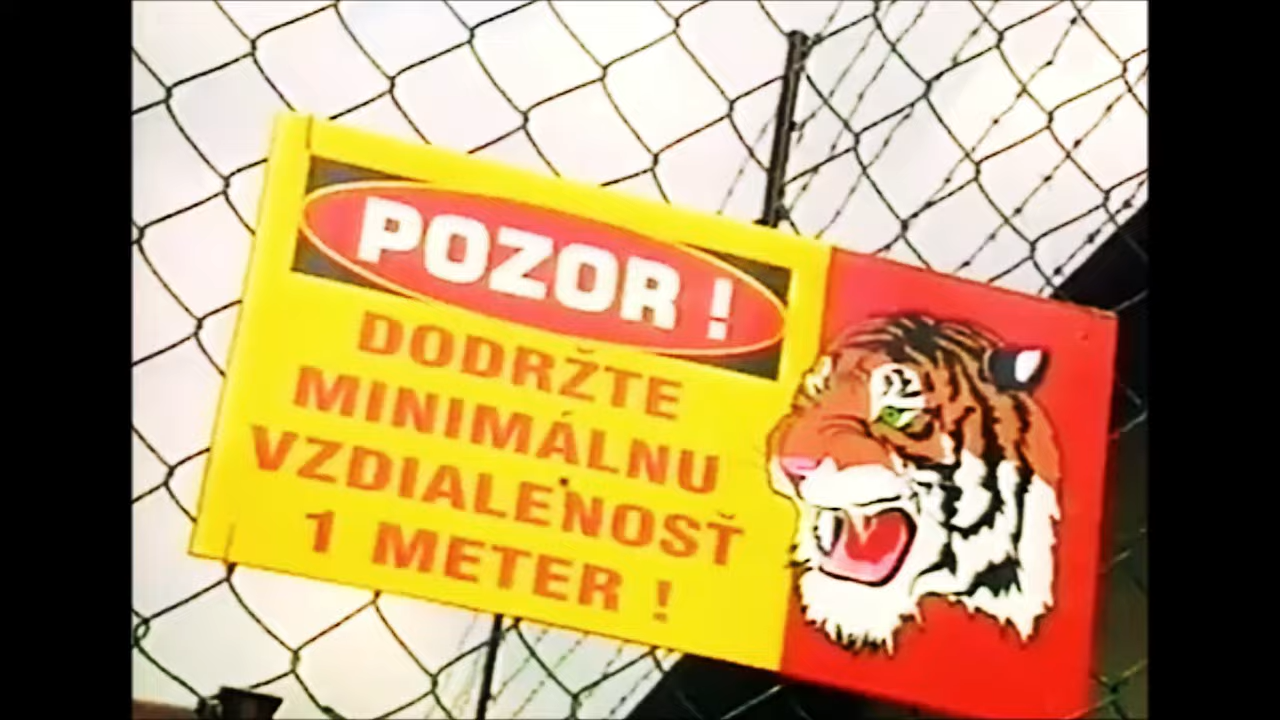 POZOR !
DODRŽTE
MINIMÁLNU
VZDIALENOSŤ
1 METER !